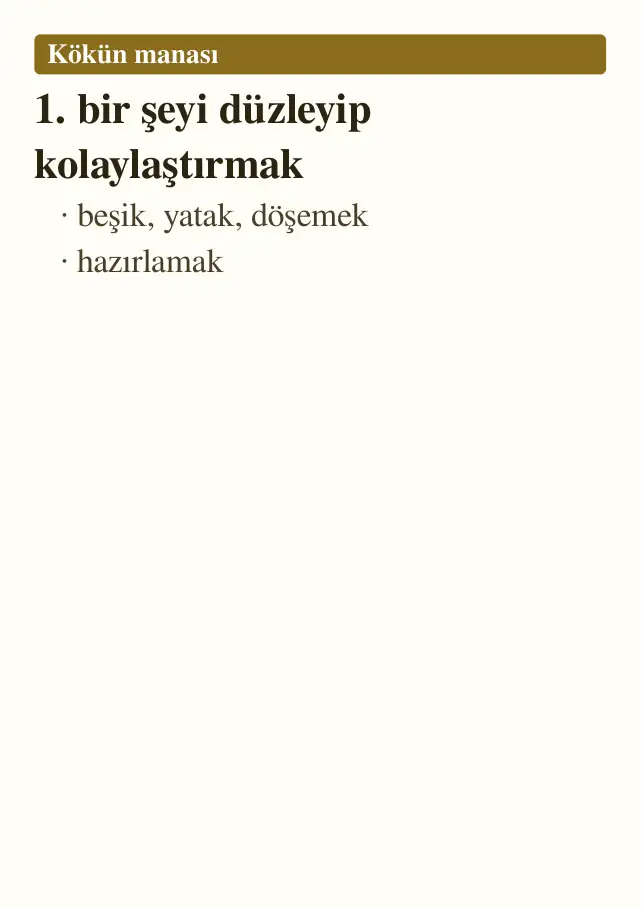 Kökün manası
1. bir şeyi düzleyip
kolaylaştırmak
· beşik, yatak, döşemek
· hazırlamak